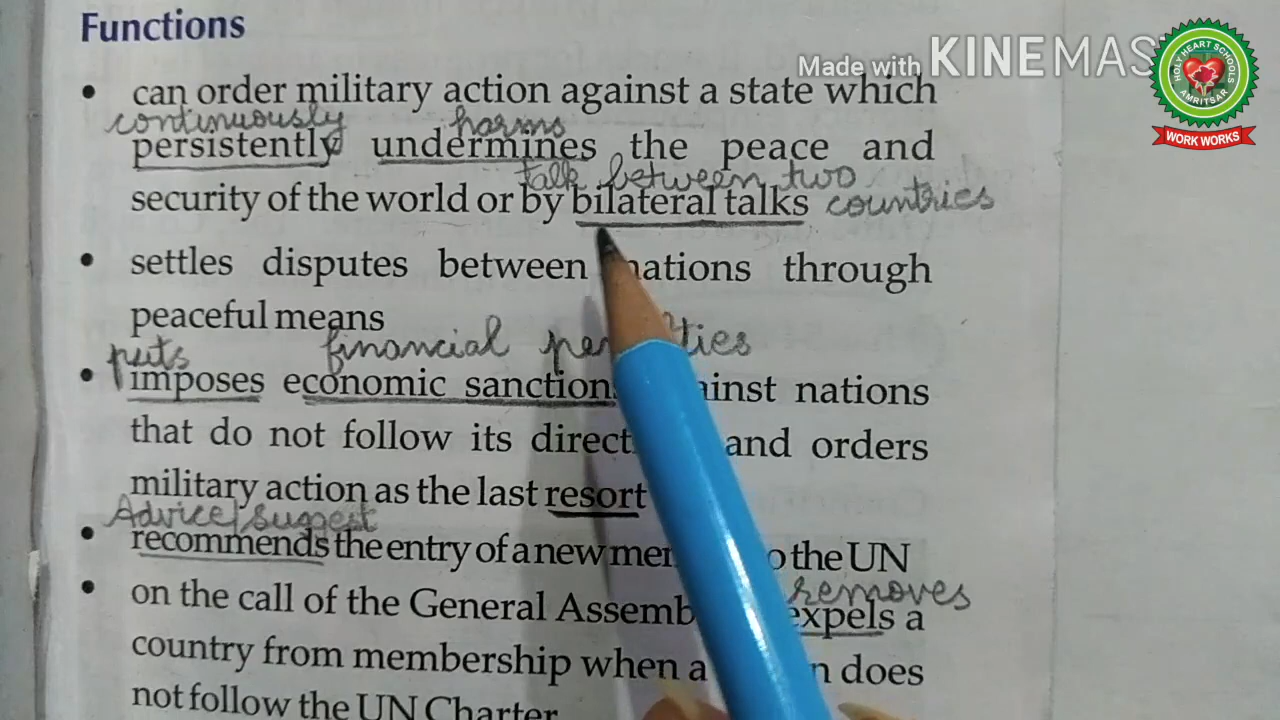 Functions
Made with KINEMAS
HOLY HEART SCHOOLS
AMRITSAR
WORK WORKS
• can order military action against a state which
continuously harms
persistently undermines the peace and
talk between two
security of the world or by bilateral talks countries
• settles disputes between nations through
peaceful means
puts financial
• imposes economic sanctions nations
that do not follow its and orders
military action as the last resort
Advice/suggest
• recommends the entry of a new the UN
removes
• on the call of the General expels a
country from membership when a does
not follow the UN Charter